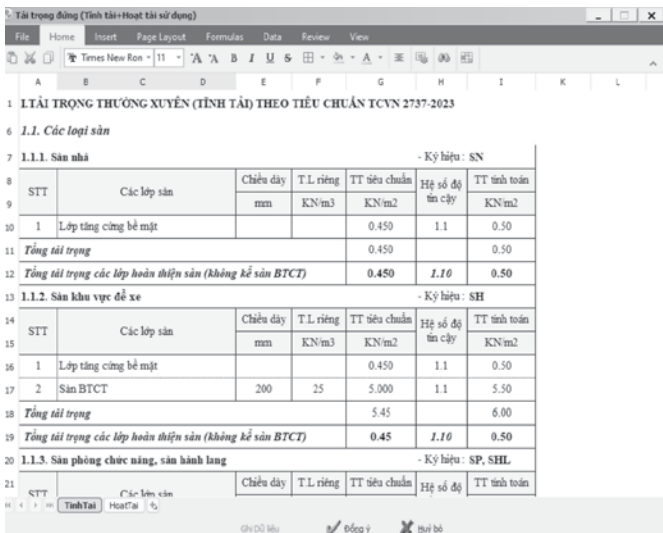 Tải trọng đứng (Tĩnh tải+Hoạt tải sử dụng)
File Home Insert Page Layout Formulas Data Review View
Times New Ron 11 A A B I U S A
A B C D E F G H I K L
1 I.TẢI TRỌNG THƯỜNG XUYÊN (TĨNH TẢI) THEO TIÊU CHUẨN TCVN 2737-2023
6 1.1. Các loại sàn
7 1.1.1. Sàn nhà - Ký hiệu : SN
8 STT Các lớp sàn Chiều dày T.L riêng TT tiêu chuẩn Hệ số độ tin cậy TT tính toán
9 mm KN/m3 KN/m2 KN/m2
10 1 Lớp tăng cứng bề mặt 0.450 1.1 0.50
11 Tổng tải trọng 0.450 0.50
12 Tổng tải trọng các lớp hoàn thiện sàn (không kể sàn BTCT) 0.450 1.10 0.50
13 1.1.2. Sàn khu vực để xe - Ký hiệu : SH
14 STT Các lớp sàn Chiều dày T.L riêng TT tiêu chuẩn Hệ số độ tin cậy TT tính toán
15 mm KN/m3 KN/m2 KN/m2
16 1 Lớp tăng cứng bề mặt 0.450 1.1 0.50
17 2 Sàn BTCT 200 25 5.000 1.1 5.50
18 Tổng tải trọng 5.45 6.00
19 Tổng tải trọng các lớp hoàn thiện sàn (không kể sàn BTCT) 0.45 1.10 0.50
20 1.1.3. Sàn phòng chức năng, sàn hành lang - Ký hiệu : SP, SHL
21 STT Các lớp sàn Chiều dày T.L riêng TT tiêu chuẩn Hệ số độ TT tính toán
TinhTai HoatTai
Ghi Dữ liệu Đồng ý Huỷ bỏ